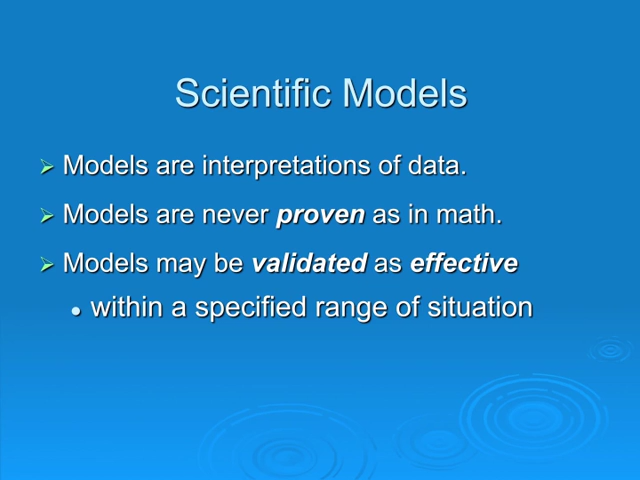 Scientific Models
Models are interpretations of data.
Models are never proven as in math.
Models may be validated as effective
within a specified range of situation